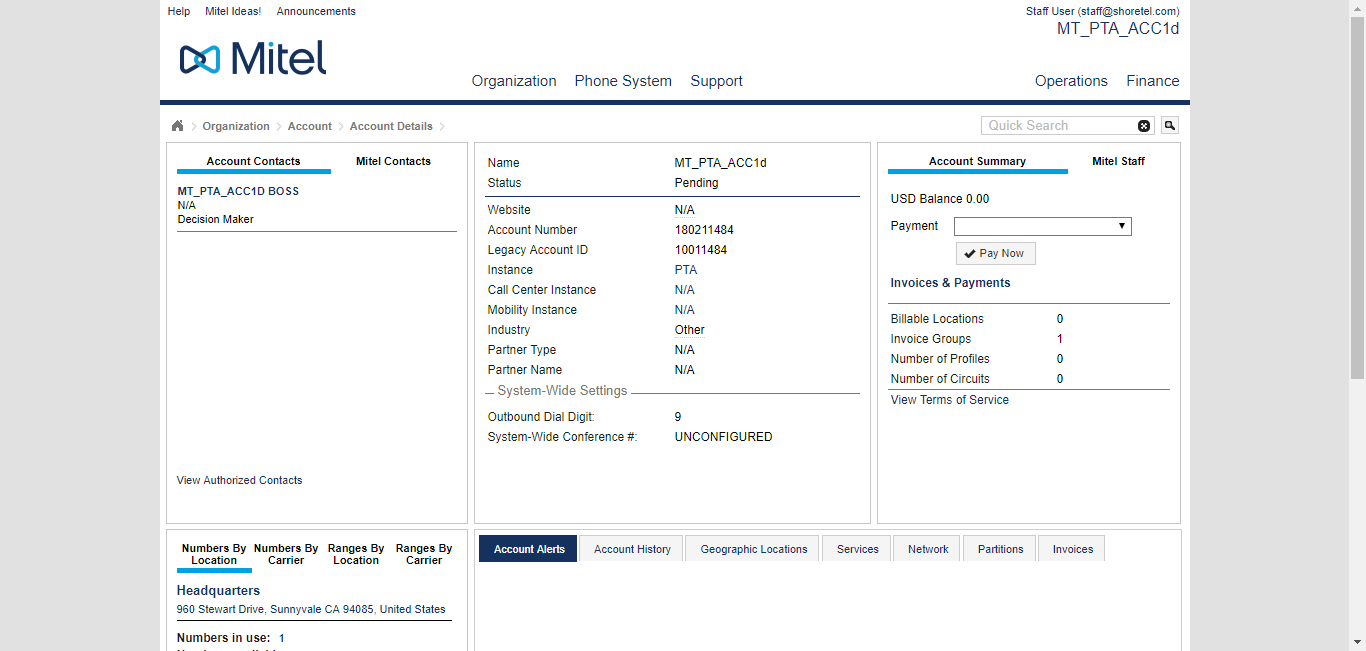 Help Mitel Ideas! Announcements
Staff User (staff@shoretel.com)
MT_PTA_ACC1d
Mitel
Organization Phone System Support Operations Finance
Organization Account Account Details
Quick Search
Account Contacts Mitel Contacts
MT_PTA_ACC1D BOSS
N/A
Decision Maker
View Authorized Contacts
Name MT_PTA_ACC1d
Status Pending
Website N/A
Account Number 180211484
Legacy Account ID 10011484
Instance PTA
Call Center Instance N/A
Mobility Instance N/A
Industry Other
Partner Type N/A
Partner Name N/A
System-Wide Settings
Outbound Dial Digit: 9
System-Wide Conference #: UNCONFIGURED
Account Summary Mitel Staff
USD Balance 0.00
Payment
Pay Now
Invoices & Payments
Billable Locations 0
Invoice Groups 1
Number of Profiles 0
Number of Circuits 0
View Terms of Service
Numbers By Location Numbers By Carrier Ranges By Location Ranges By Carrier
Headquarters
960 Stewart Drive, Sunnyvale CA 94085, United States
Numbers in use: 1
Account Alerts Account History Geographic Locations Services Network Partitions Invoices